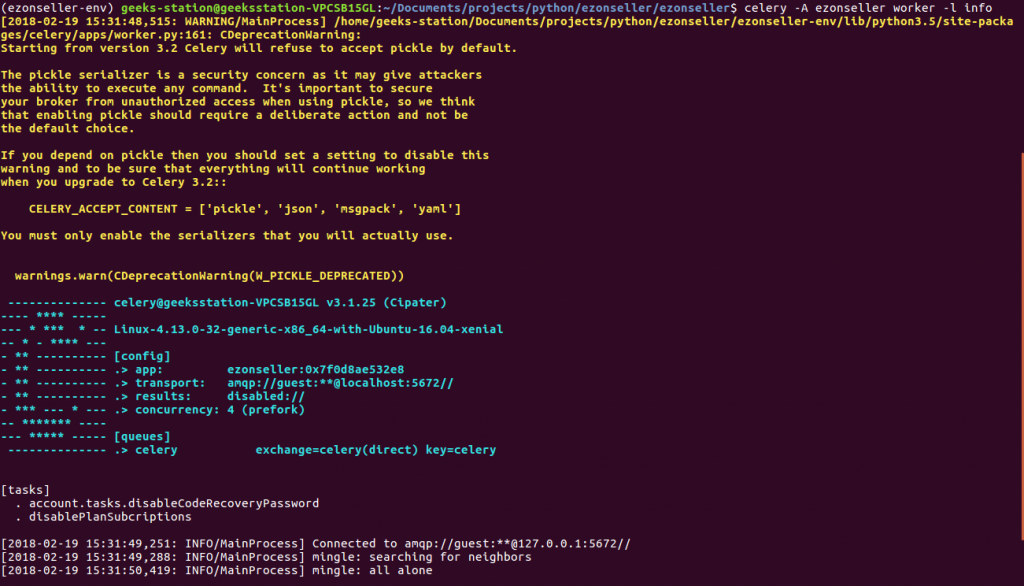 (ezonseller-env) geeks-station@geeksstation-VPCSB15GL:~/Documents/projects/python/ezonseller/ezonseller$ celery -A ezonseller worker -l info
[2018-02-19 15:31:48,515: WARNING/MainProcess] /home/geeks-station/Documents/projects/python/ezonseller/ezonseller-env/lib/python3.5/site-packa
ges/celery/apps/worker.py:161: CDeprecationWarning:
Starting from version 3.2 Celery will refuse to accept pickle by default.

The pickle serializer is a security concern as it may give attackers
the ability to execute any command.  It's important to secure
your broker from unauthorized access when using pickle, so we think
that enabling pickle should require a deliberate action and not be
the default choice.

If you depend on pickle then you should set a setting to disable this
warning and to be sure that everything will continue working
when you upgrade to Celery 3.2::

    CELERY_ACCEPT_CONTENT = ['pickle', 'json', 'msgpack', 'yaml']

You must only enable the serializers that you will actually use.


  warnings.warn(CDeprecationWarning(W_PICKLE_DEPRECATED))

 -------------- celery@geeksstation-VPCSB15GL v3.1.25 (Cipater)
---- **** -----
--- * ***  * -- Linux-4.13.0-32-generic-x86_64-with-Ubuntu-16.04-xenial
-- * - **** ---
- ** ---------- [config]
- ** ---------- .> app:         ezonseller:0x7f0d8ae532e8
- ** ---------- .> transport:   amqp://guest:**@localhost:5672//
- ** ---------- .> results:     disabled://
- *** --- * --- .> concurrency: 4 (prefork)
-- ******* ----
--- ***** ----- [queues]
 -------------- .> celery           exchange=celery(direct) key=celery


[tasks]
  . account.tasks.disableCodeRecoveryPassword
  . disablePlanSubcriptions

[2018-02-19 15:31:49,251: INFO/MainProcess] Connected to amqp://guest:**@127.0.0.1:5672//
[2018-02-19 15:31:49,288: INFO/MainProcess] mingle: searching for neighbors
[2018-02-19 15:31:50,419: INFO/MainProcess] mingle: all alone